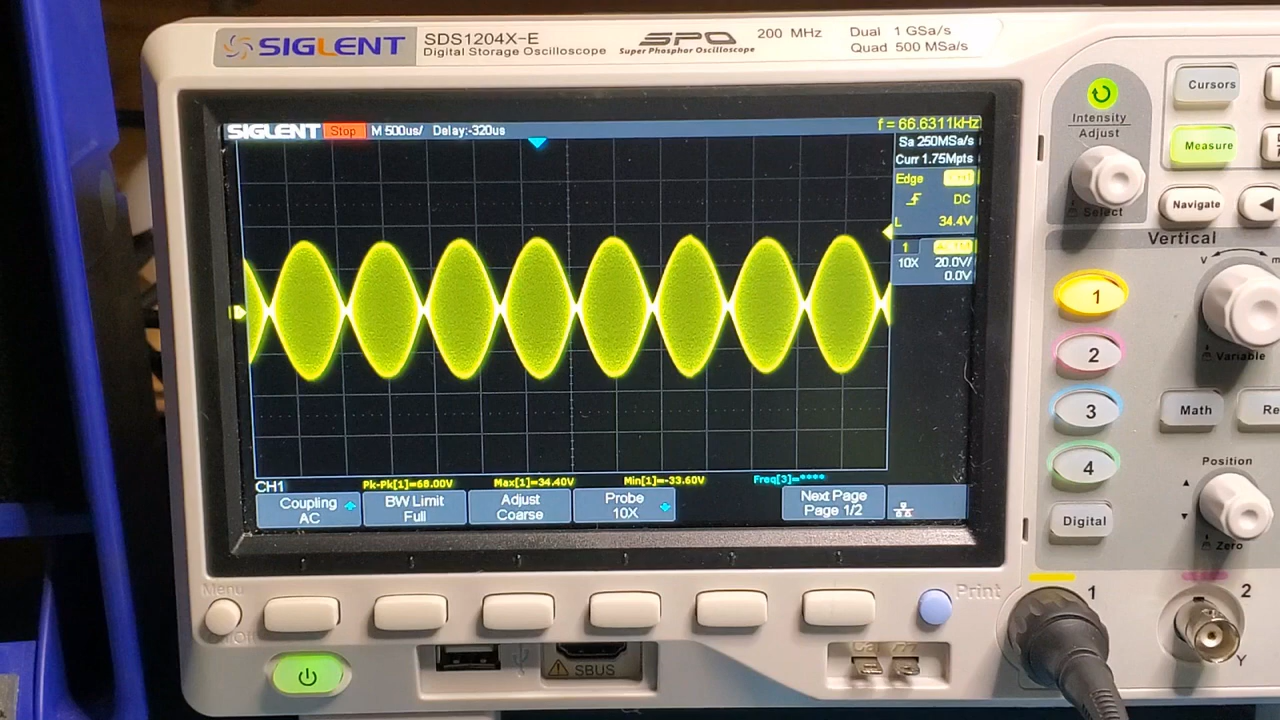 SIGLENT
SDS1204X-E
Digital Storage Oscilloscope
SPO
Super Phosphor Oscilloscope
200 MHz
Dual 1 GSa/s
Quad 500 MSa/s
SIGLENT Stop M 500us/ Delay:-320us
f = 66.6311kHz
Sa 250MSa/s
Curr 1.75Mpts
Edge
DC
L 34.4V
1
10X 20.0V/
0.0V
CH1
Pk-Pk[1]=68.00V Max[1]=34.40V Min[1]=-33.60V Freq[3]=****
Coupling
AC
BW Limit
Full
Adjust
Coarse
Probe
10X
Next Page
Page 1/2
Intensity
Adjust
Select
Cursors
Measure
Navigate
Vertical
Variable
1
2
3
4
Math
Digital
Position
Zero
Menu
Print
SBUS
1
2
Y